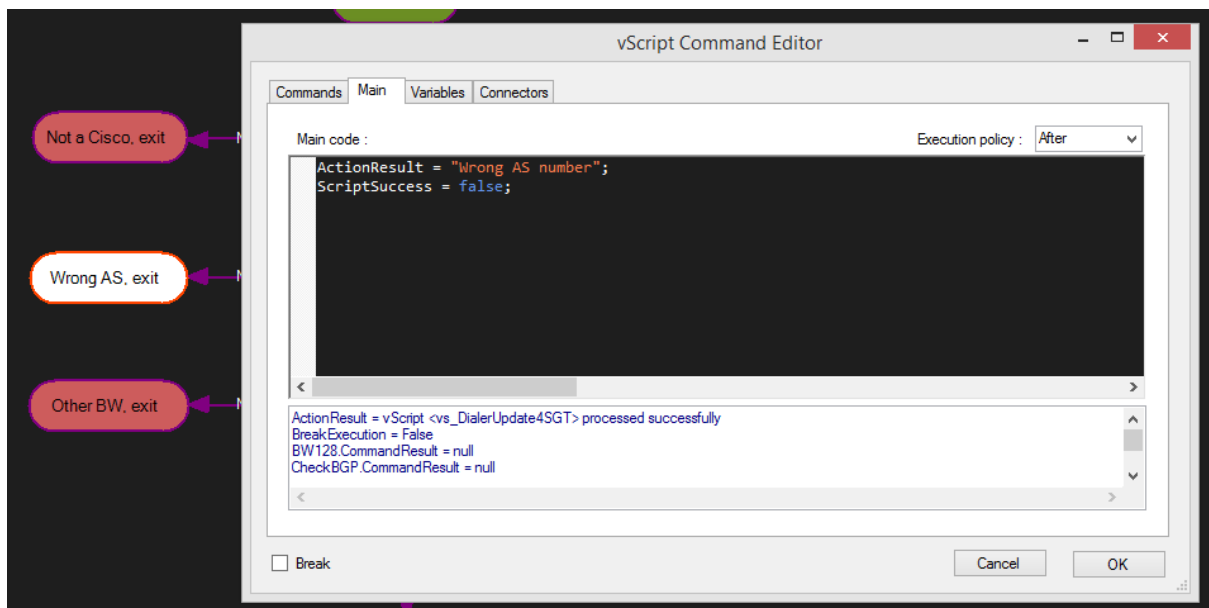 vScript Command Editor
Commands Main Variables Connectors
Not a Cisco, exit
Main code :
Execution policy : After
ActionResult = "Wrong AS number";
ScriptSuccess = false;
Wrong AS, exit
Other BW, exit
ActionResult = vScript <vs_DialerUpdate4SGT> processed successfully
BreakExecution = False
BW128.CommandResult = null
CheckBGP.CommandResult = null
Break
Cancel
OK